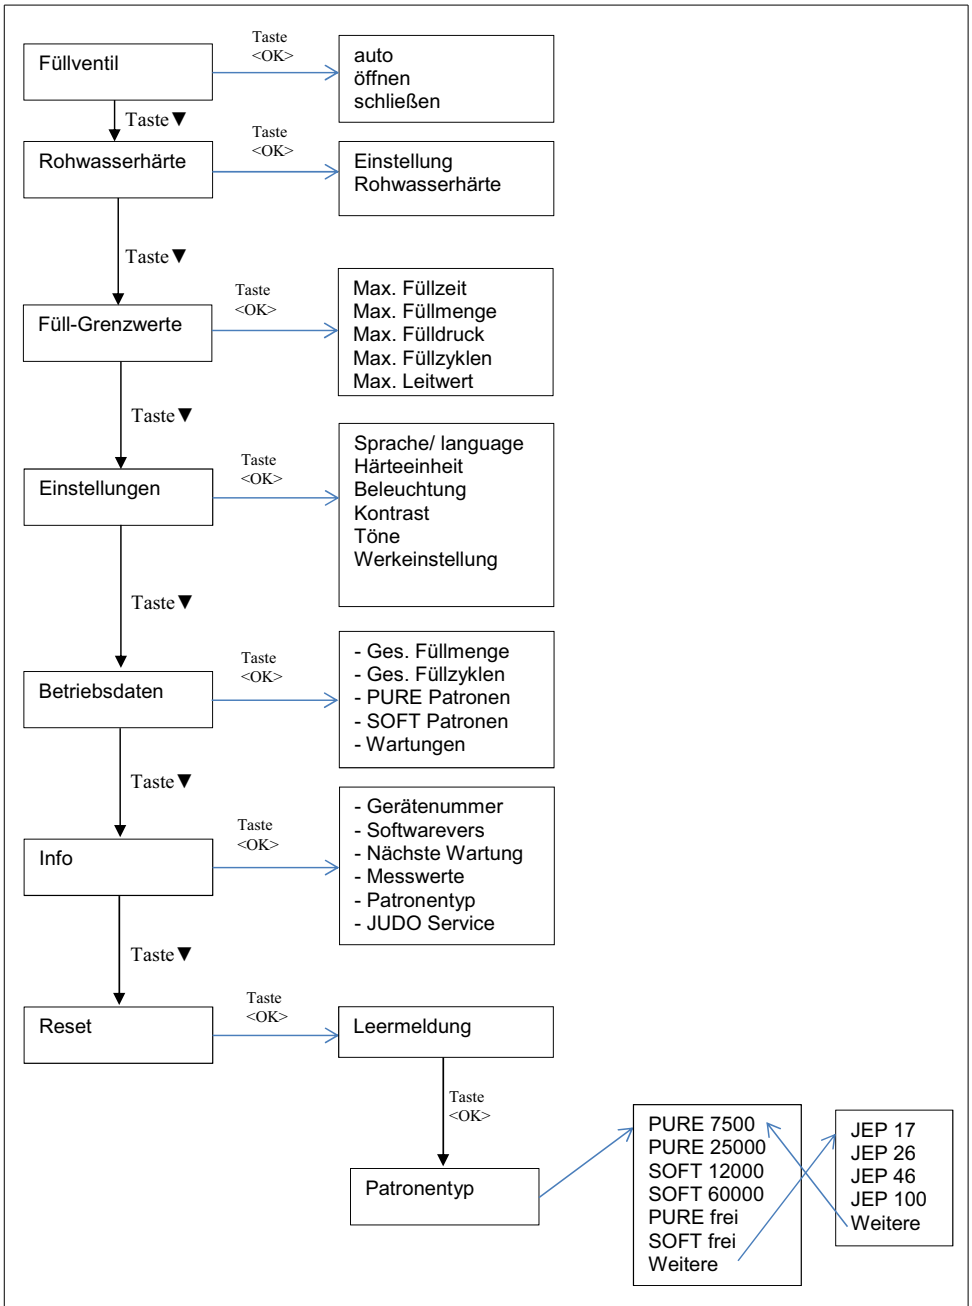 Füllventil
Taste
<OK>
auto
öffnen
schließen
Taste▼
Rohwasserhärte
Taste
<OK>
Einstellung
Rohwasserhärte
Taste▼
Füll-Grenzwerte
Taste
<OK>
Max. Füllzeit
Max. Füllmenge
Max. Fülldruck
Max. Füllzyklen
Max. Leitwert
Taste▼
Einstellungen
Taste
<OK>
Sprache/ language
Härteeinheit
Beleuchtung
Kontrast
Töne
Werkeinstellung
Taste▼
Betriebsdaten
Taste
<OK>
- Ges. Füllmenge
- Ges. Füllzyklen
- PURE Patronen
- SOFT Patronen
- Wartungen
Taste▼
Info
Taste
<OK>
- Gerätenummer
- Softwarevers
- Nächste Wartung
- Messwerte
- Patronentyp
- JUDO Service
Taste▼
Reset
Taste
<OK>
Leermeldung
Taste
<OK>
Patronentyp
PURE 7500
PURE 25000
SOFT 12000
SOFT 60000
PURE frei
SOFT frei
Weitere
JEP 17
JEP 26
JEP 46
JEP 100
Weitere